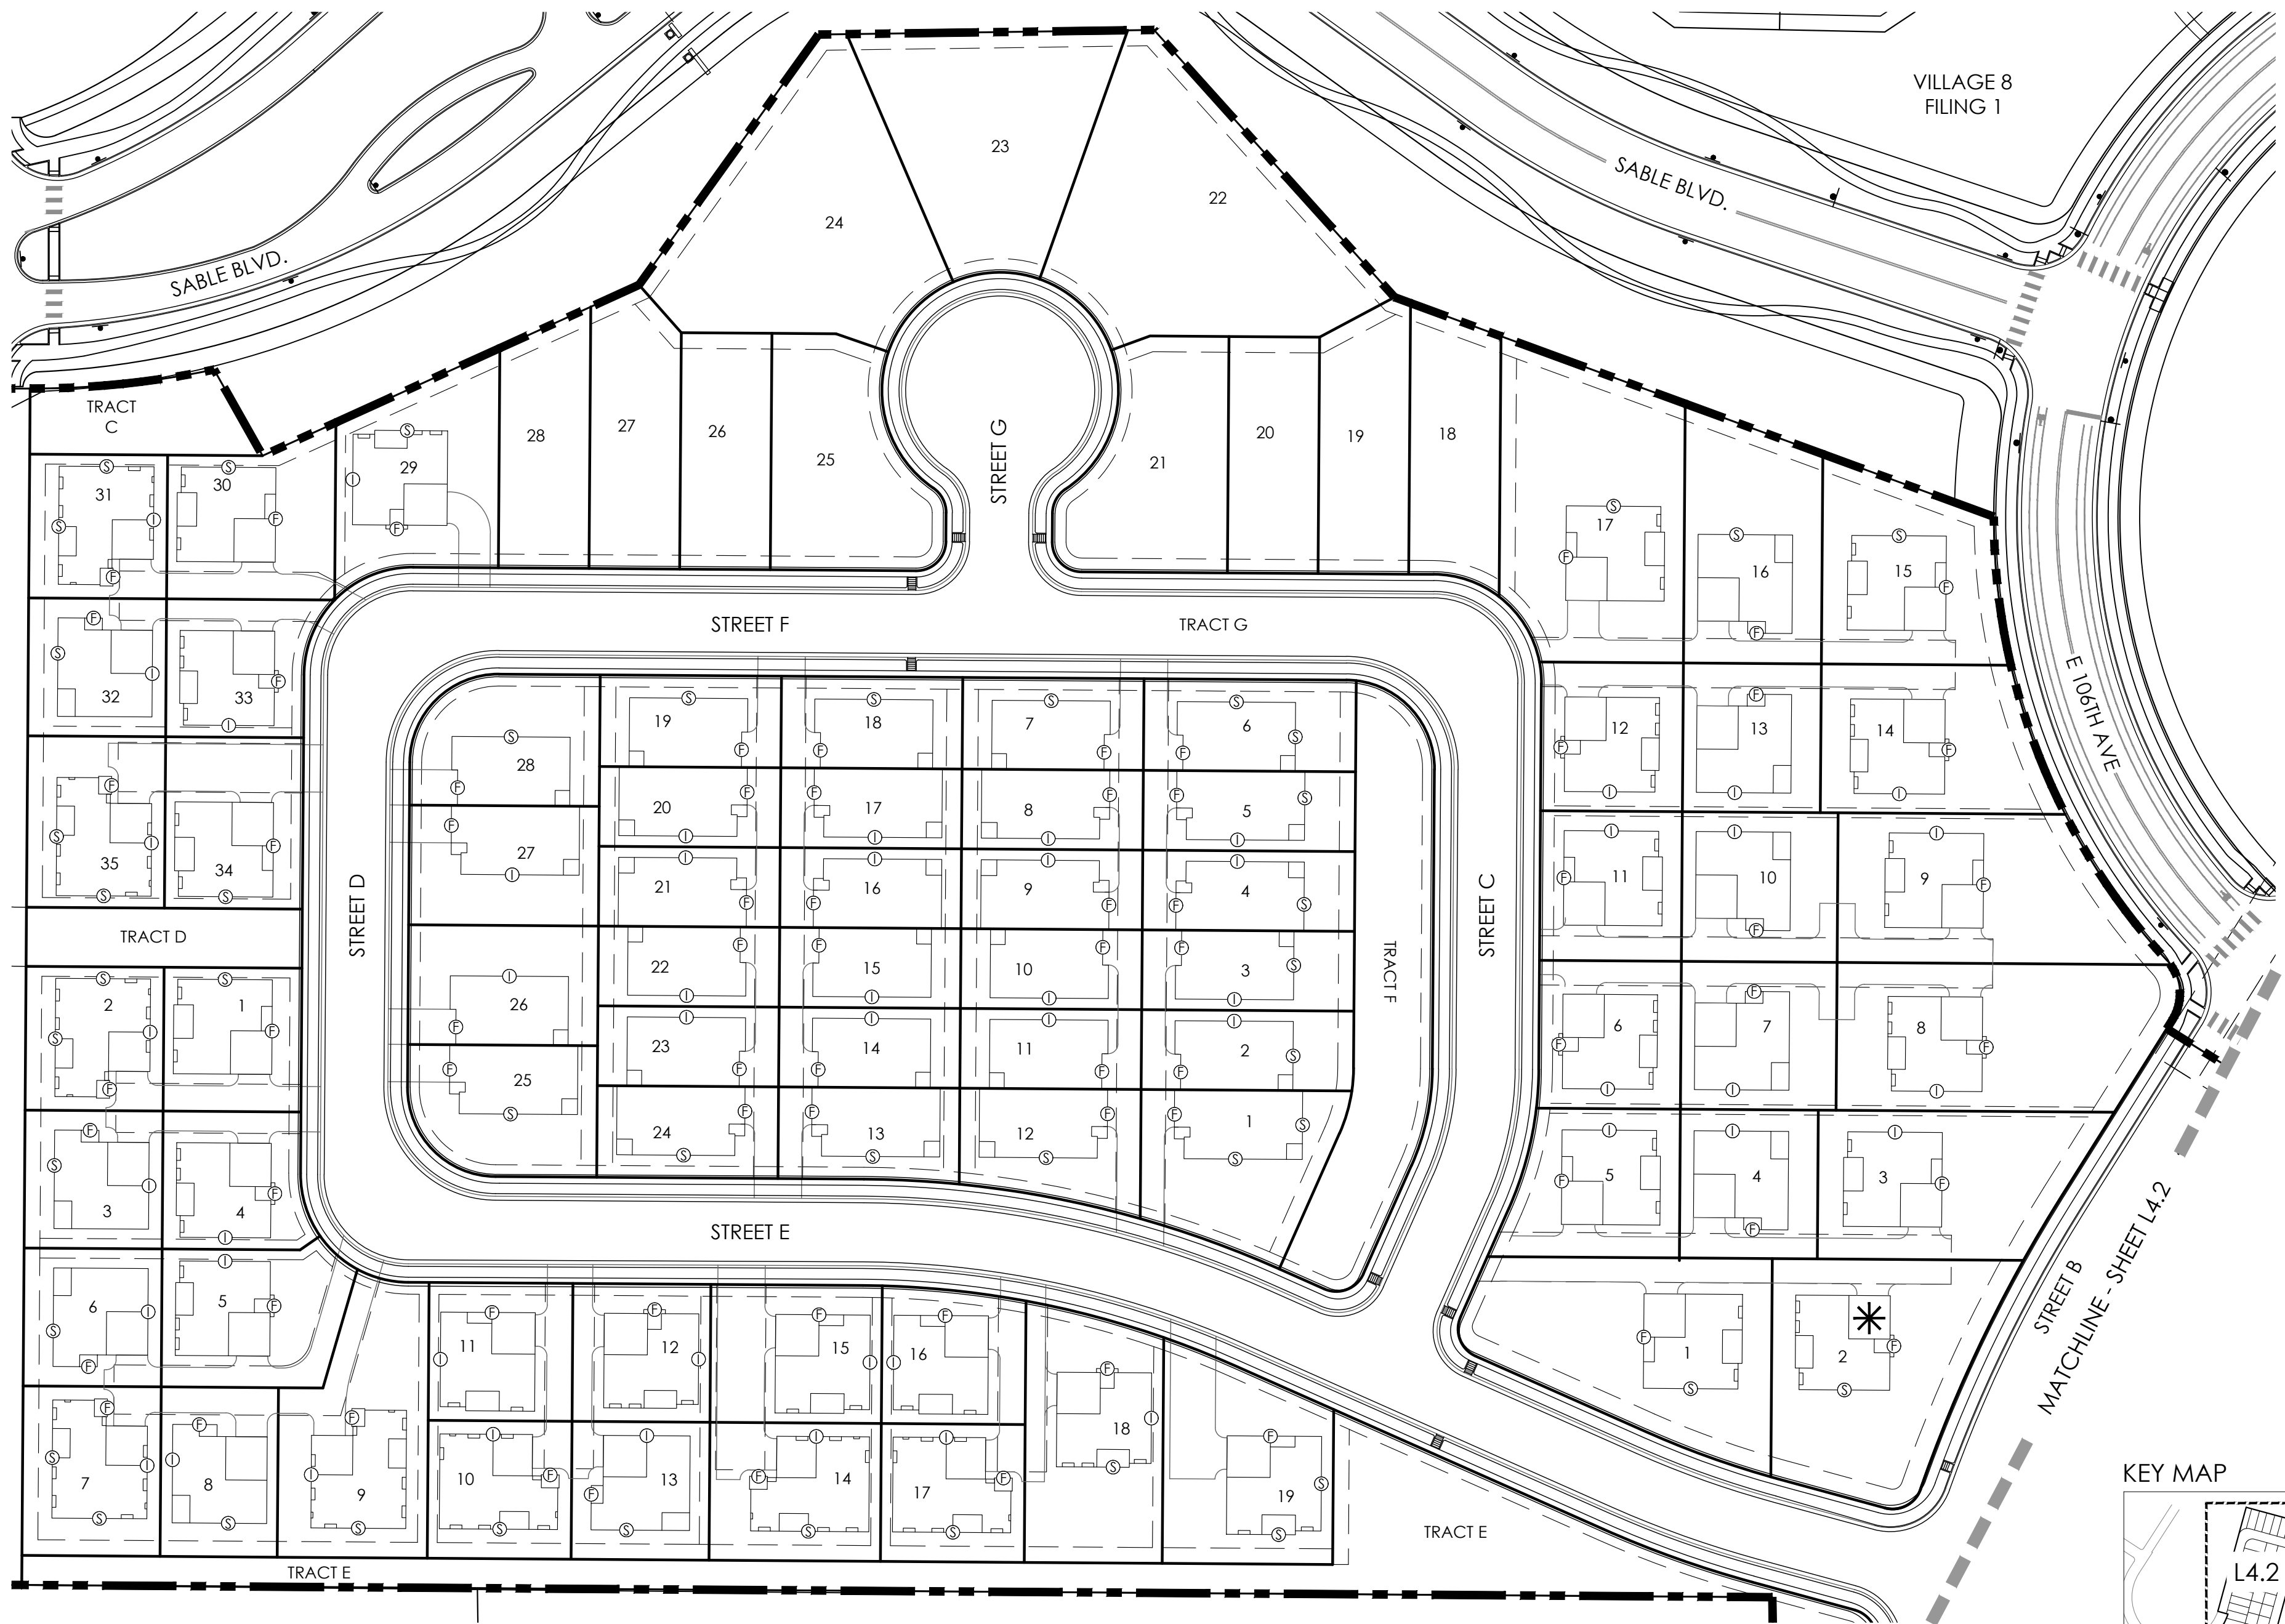 VILLAGE 8
FILING 1
SABLE BLVD.
SABLE BLVD.
23
22
24
TRACT
C
28
27
26
25
STREET G
21
20
19
18
29
31
30
17
16
15
32
33
STREET F
TRACT G
E 106TH AVE
12
13
14
19
18
7
6
28
20
17
8
5
27
35
34
21
16
9
4
11
10
9
STREET D
STREET C
TRACT D
TRACT F
22
15
10
3
26
2
1
23
14
11
2
25
6
7
8
24
13
12
1
3
4
5
4
3
STREET E
6
5
STREET B
MATCHLINE - SHEET L4.2
11
12
15
16
1
2
18
7
8
9
10
13
14
17
19
TRACT E
TRACT E
KEY MAP
L4.2
S
S
S
I
I
F
F
S
F
S
I
F
S
F
S
F
S
F
F
S
I
F
I
S
F
I
S
F
S
F
S
I
F
S
I
F
I
S
F
I
S
F
I
S
F
S
I
F
I
S
F
I
S
F
S
F
S
F
S
F
S
S
F
F
I
F
I
F
I
F
S
I
I
F
I
F
I
F
I
S
F
F
I
F
I
F
I
F
S
I
I
F
I
F
I
F
I
F
S
F
S
F
S
F
S
F
S
S
F
S
F
I
I
F
F
S
S
F
F
S
F
F
I
F
I
F
I
I
F
I
F
I
F
F
I
F
I
F
I
I
F
I
F
I
F
F
S
F
S
F
I
F
I
F
I
F
I
F
I
S
F
S
S
I
F
S
I
F
S
I
F
S
I
F
S